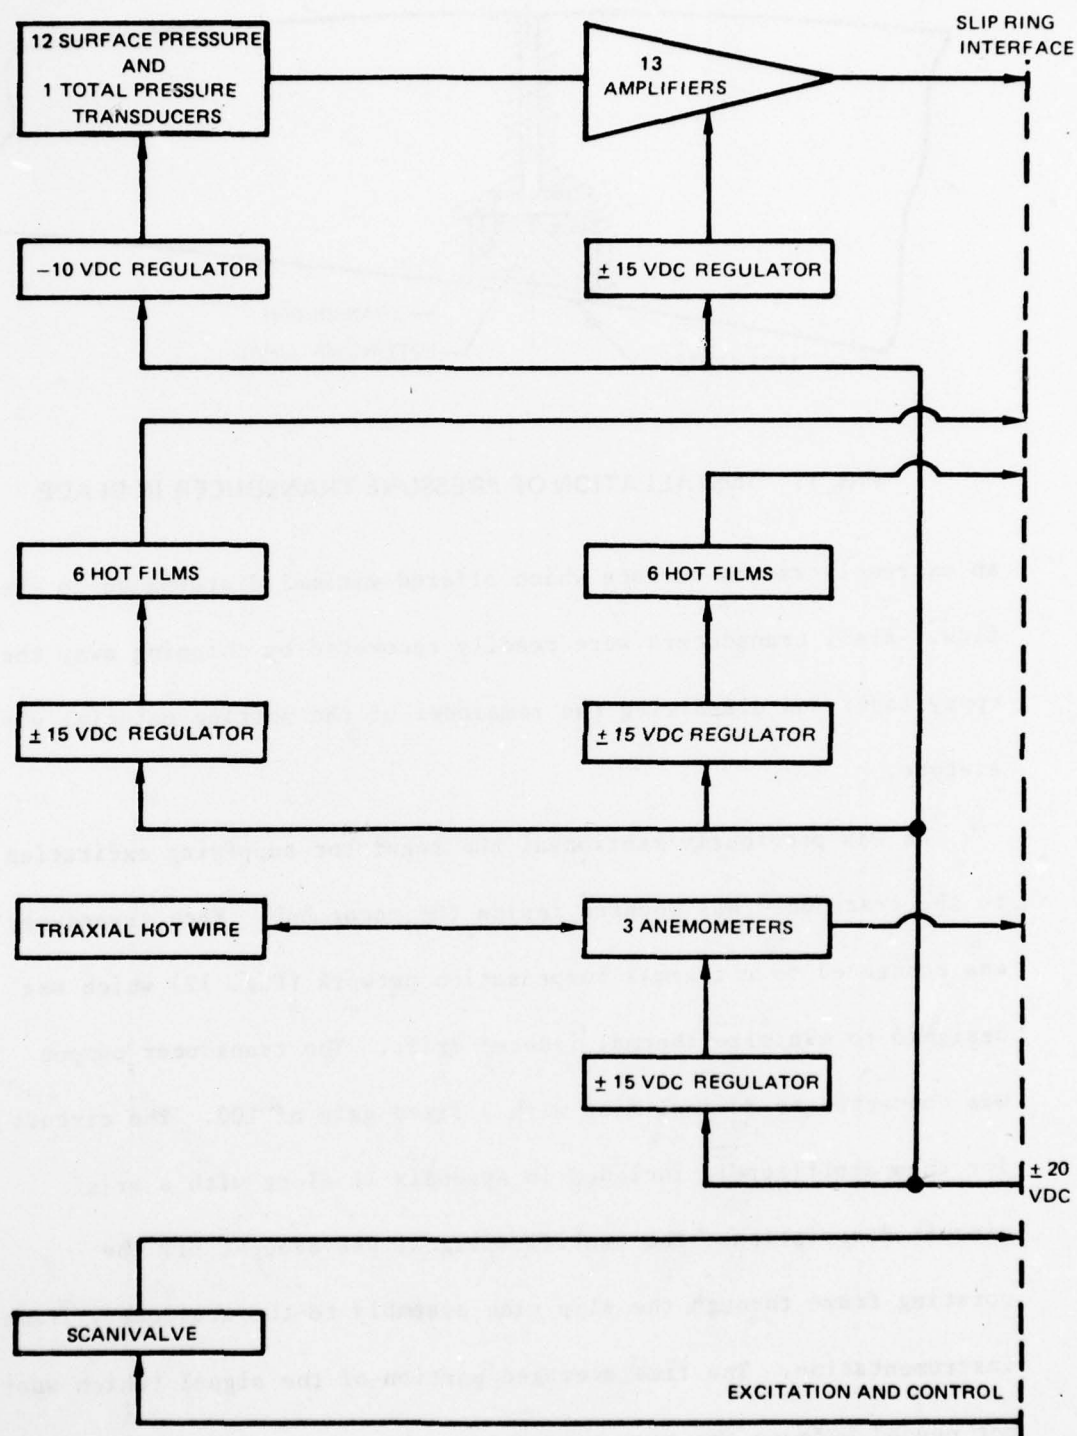 12 SURFACE PRESSURE
AND
1 TOTAL PRESSURE
TRANSDUCERS
13
AMPLIFIERS
SLIP RING
INTERFACE
−10 VDC REGULATOR
± 15 VDC REGULATOR
6 HOT FILMS
6 HOT FILMS
± 15 VDC REGULATOR
± 15 VDC REGULATOR
TRIAXIAL HOT WIRE
3 ANEMOMETERS
± 15 VDC REGULATOR
± 20
VDC
SCANIVALVE
EXCITATION AND CONTROL